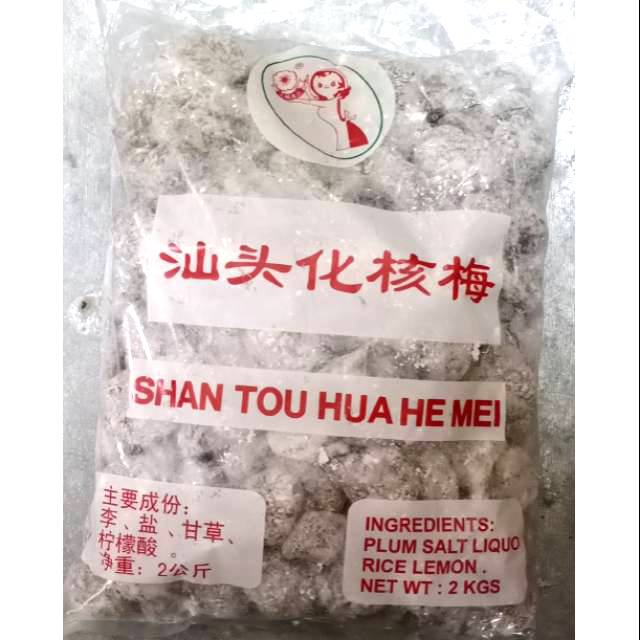 汕头化核梅
SHAN TOU HUA HE MEI
主要成份：
李、盐、甘草、
柠檬酸。
净重：2公斤
INGREDIENTS:
PLUM SALT LIQUO
RICE LEMON .
NET WT : 2 KGS